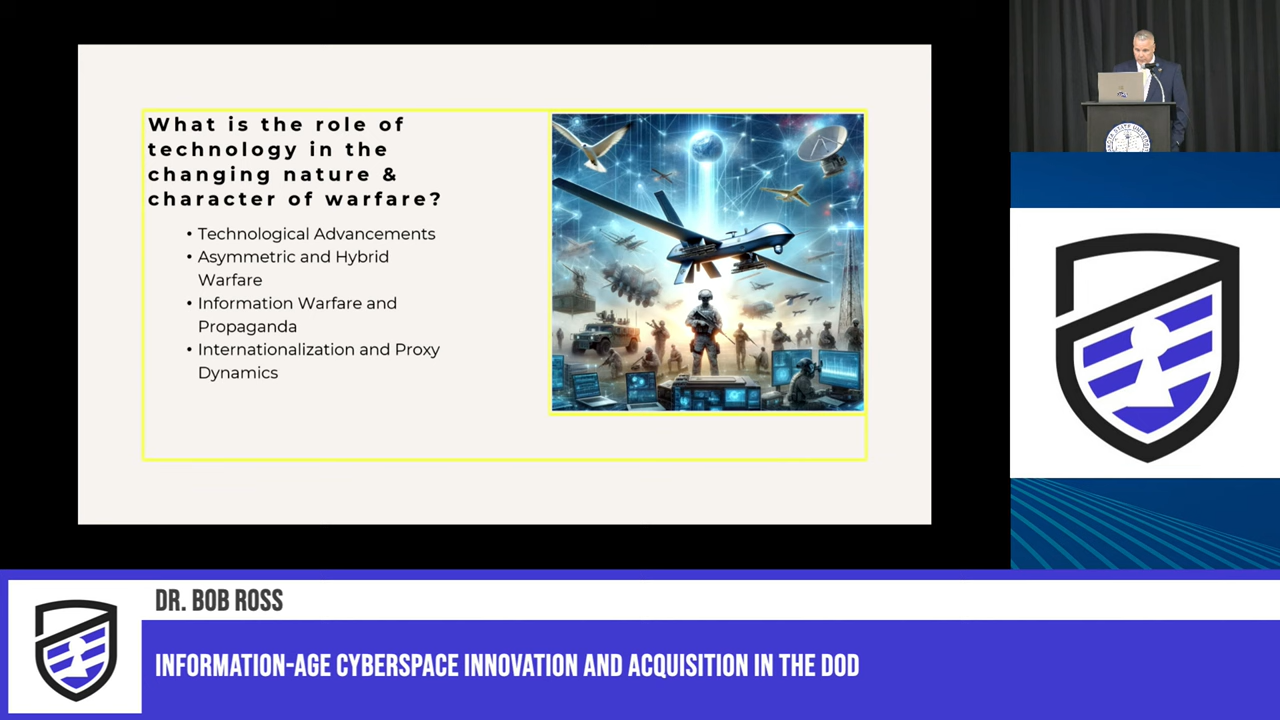 What is the role of
technology in the
changing nature &
character of warfare?
• Technological Advancements
• Asymmetric and Hybrid
Warfare
• Information Warfare and
Propaganda
• Internationalization and Proxy
Dynamics
DR. BOB ROSS
INFORMATION-AGE CYBERSPACE INNOVATION AND ACQUISITION IN THE DOD